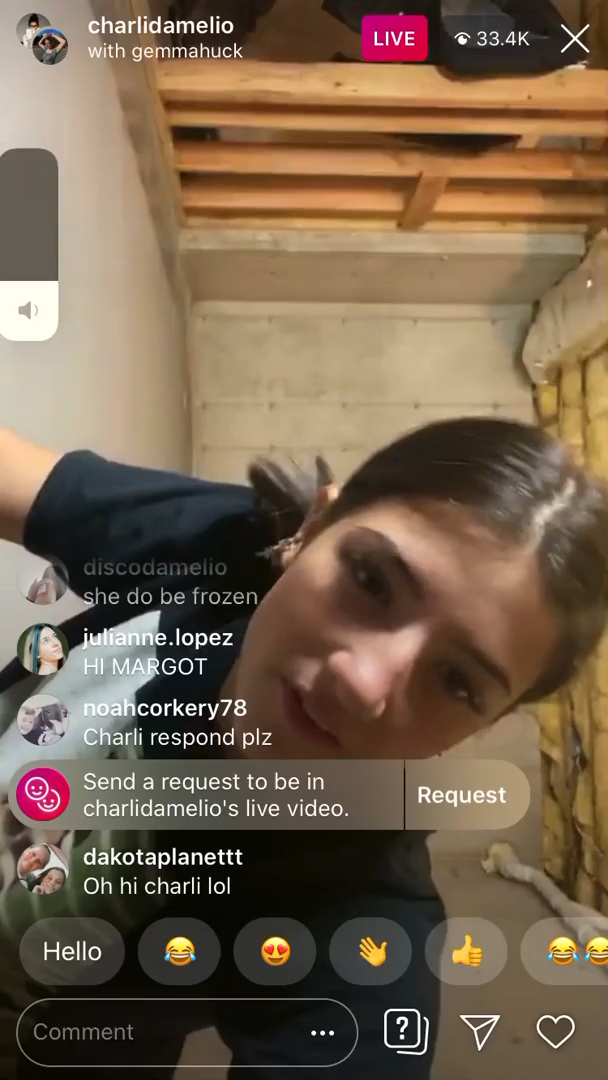 charlidamelio
with gemmahuck
LIVE
33.4K
discodamelio
she do be frozen
julianne.lopez
HI MARGOT
noahcorkery78
Charli respond plz
Send a request to be in
charlidamelio's live video.
Request
dakotaplanettt
Oh hi charli lol
Hello 😂 😍 👋 👍 😂😂
Comment